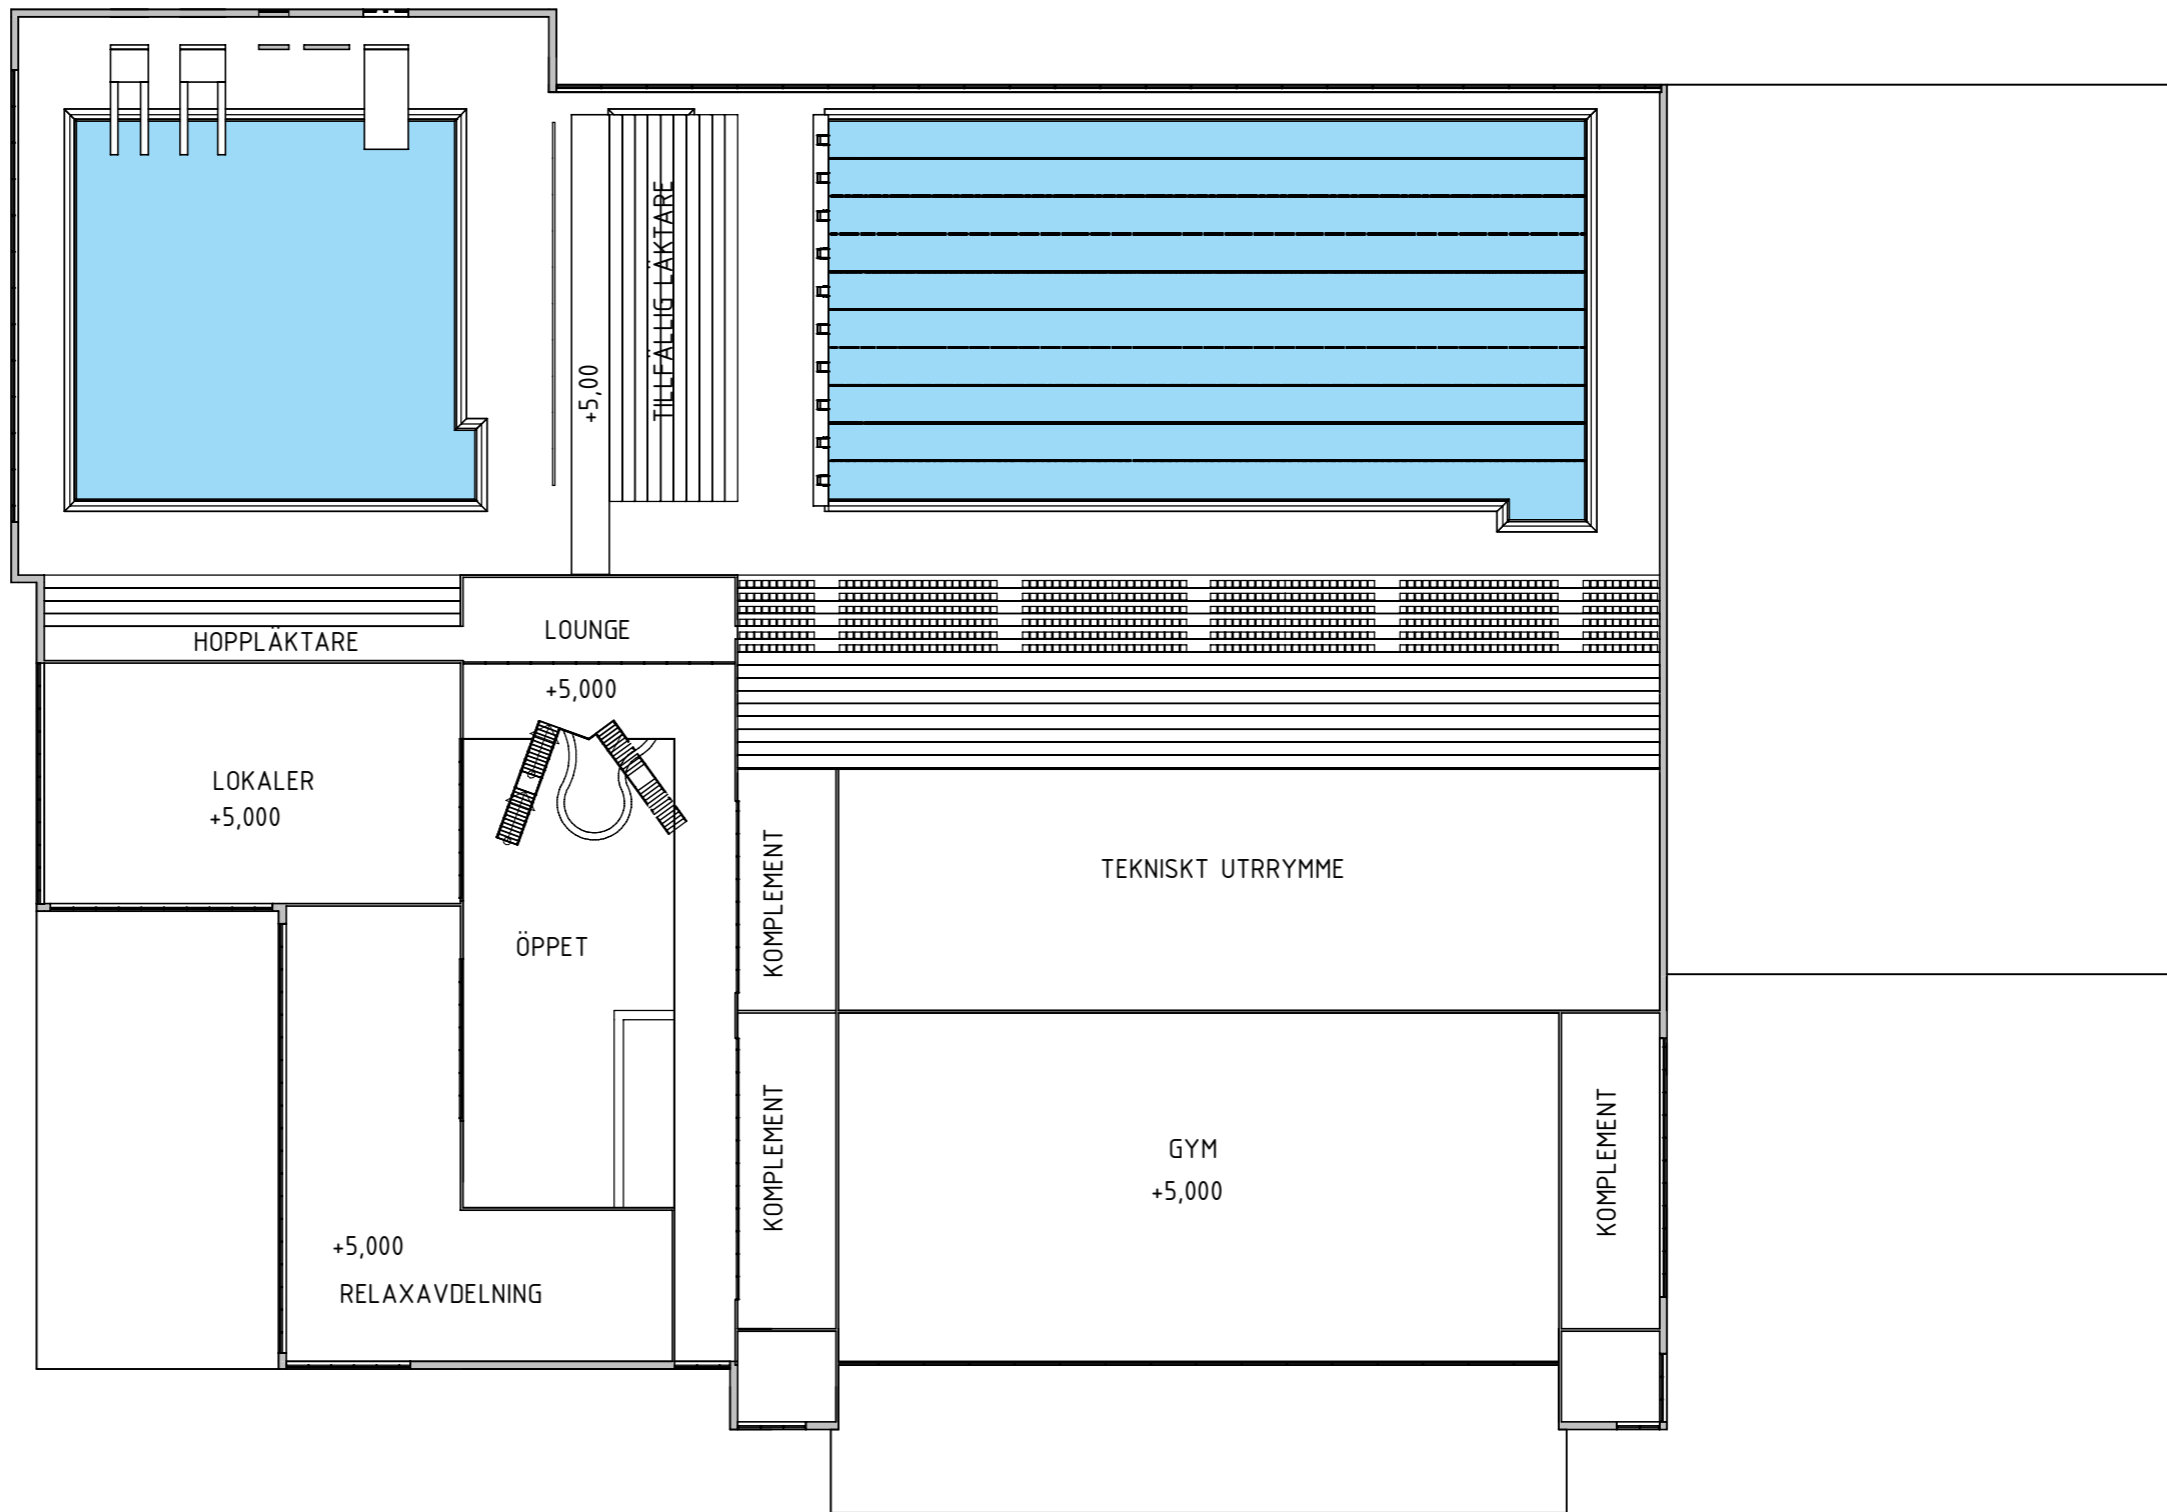 TILLFÄLLIG LÄKTARE
+5,00
HOPPLÄKTARE
LOUNGE
+5,000
LOKALER
+5,000
KOMPLEMENT
TEKNISKT UTRRYMME
ÖPPET
KOMPLEMENT
GYM
+5,000
KOMPLEMENT
+5,000
RELAXAVDELNING